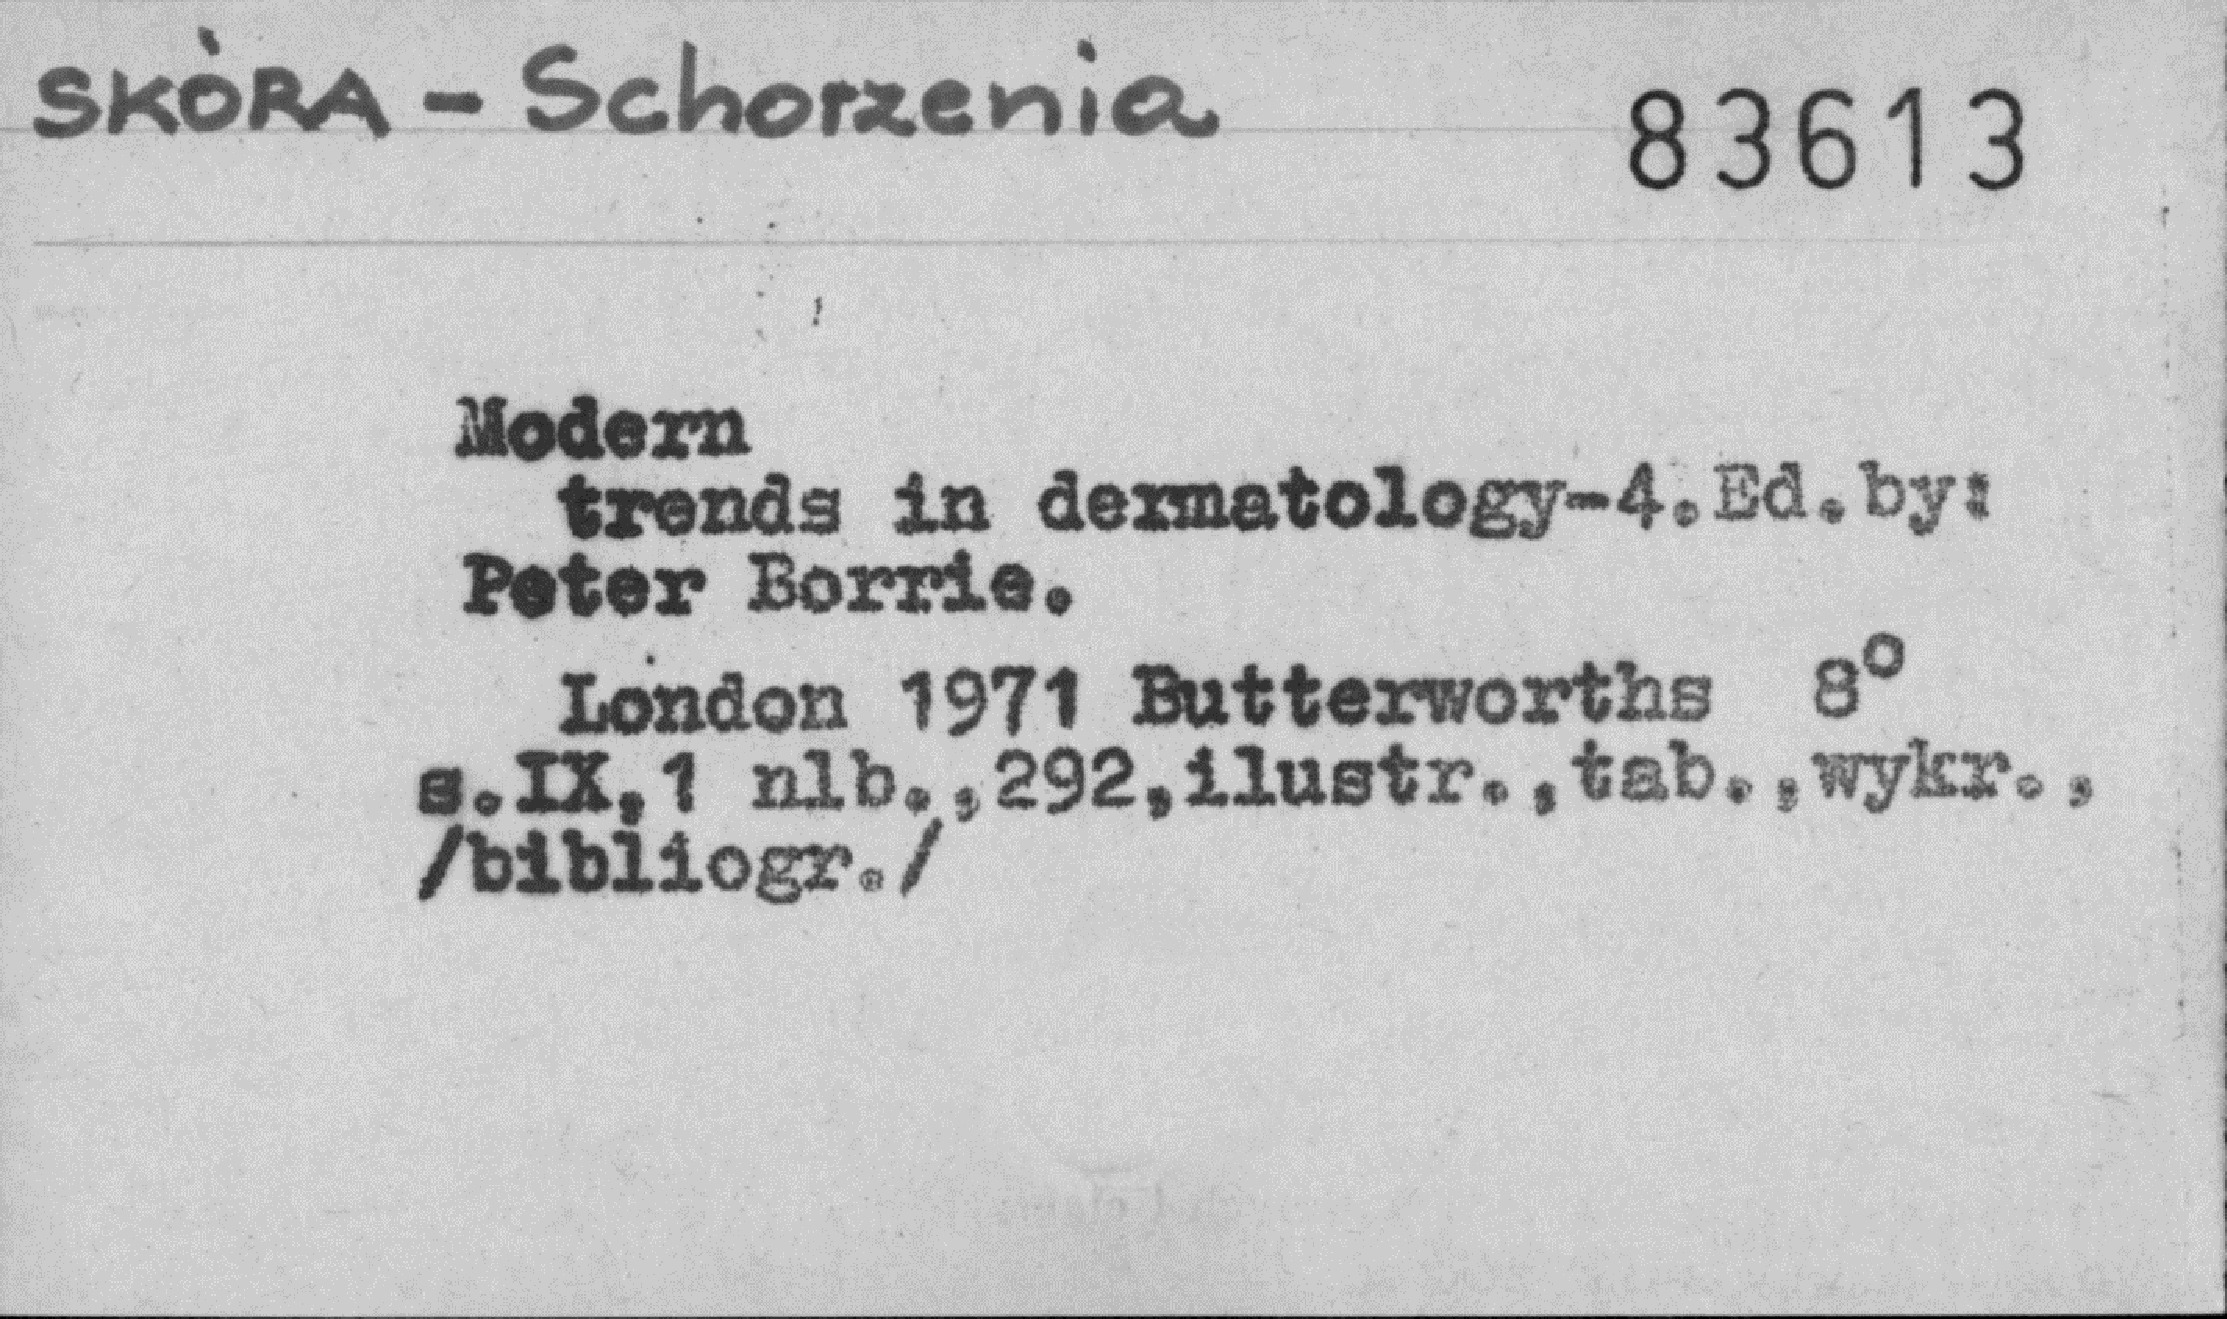 SKÓRA - Schorzenia
83613
Modern
trends in dermatology-4.Ed.by:
Peter Borrie.
London 1971 Butterworths 8°
s.IX,1 nlb.,292,ilustr.,tab.,wykr.,
/bibliogr./